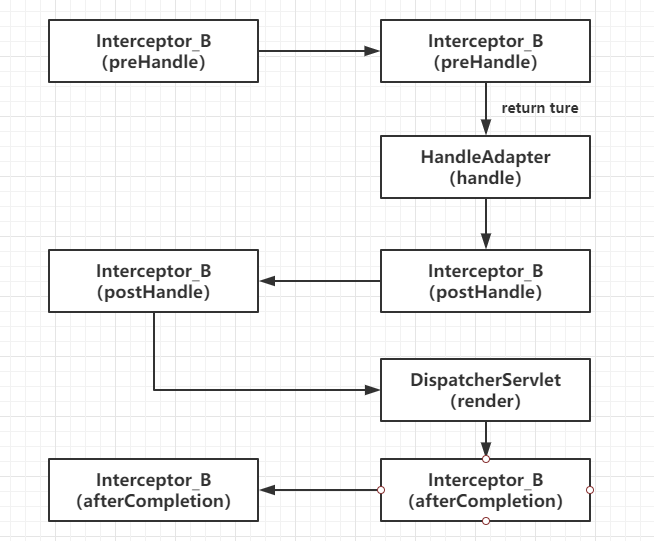 Interceptor_B
(preHandle)
Interceptor_B
(preHandle)
return ture
HandleAdapter
(handle)
Interceptor_B
(postHandle)
Interceptor_B
(postHandle)
DispatcherServlet
(render)
Interceptor_B
(afterCompletion)
Interceptor_B
(afterCompletion)